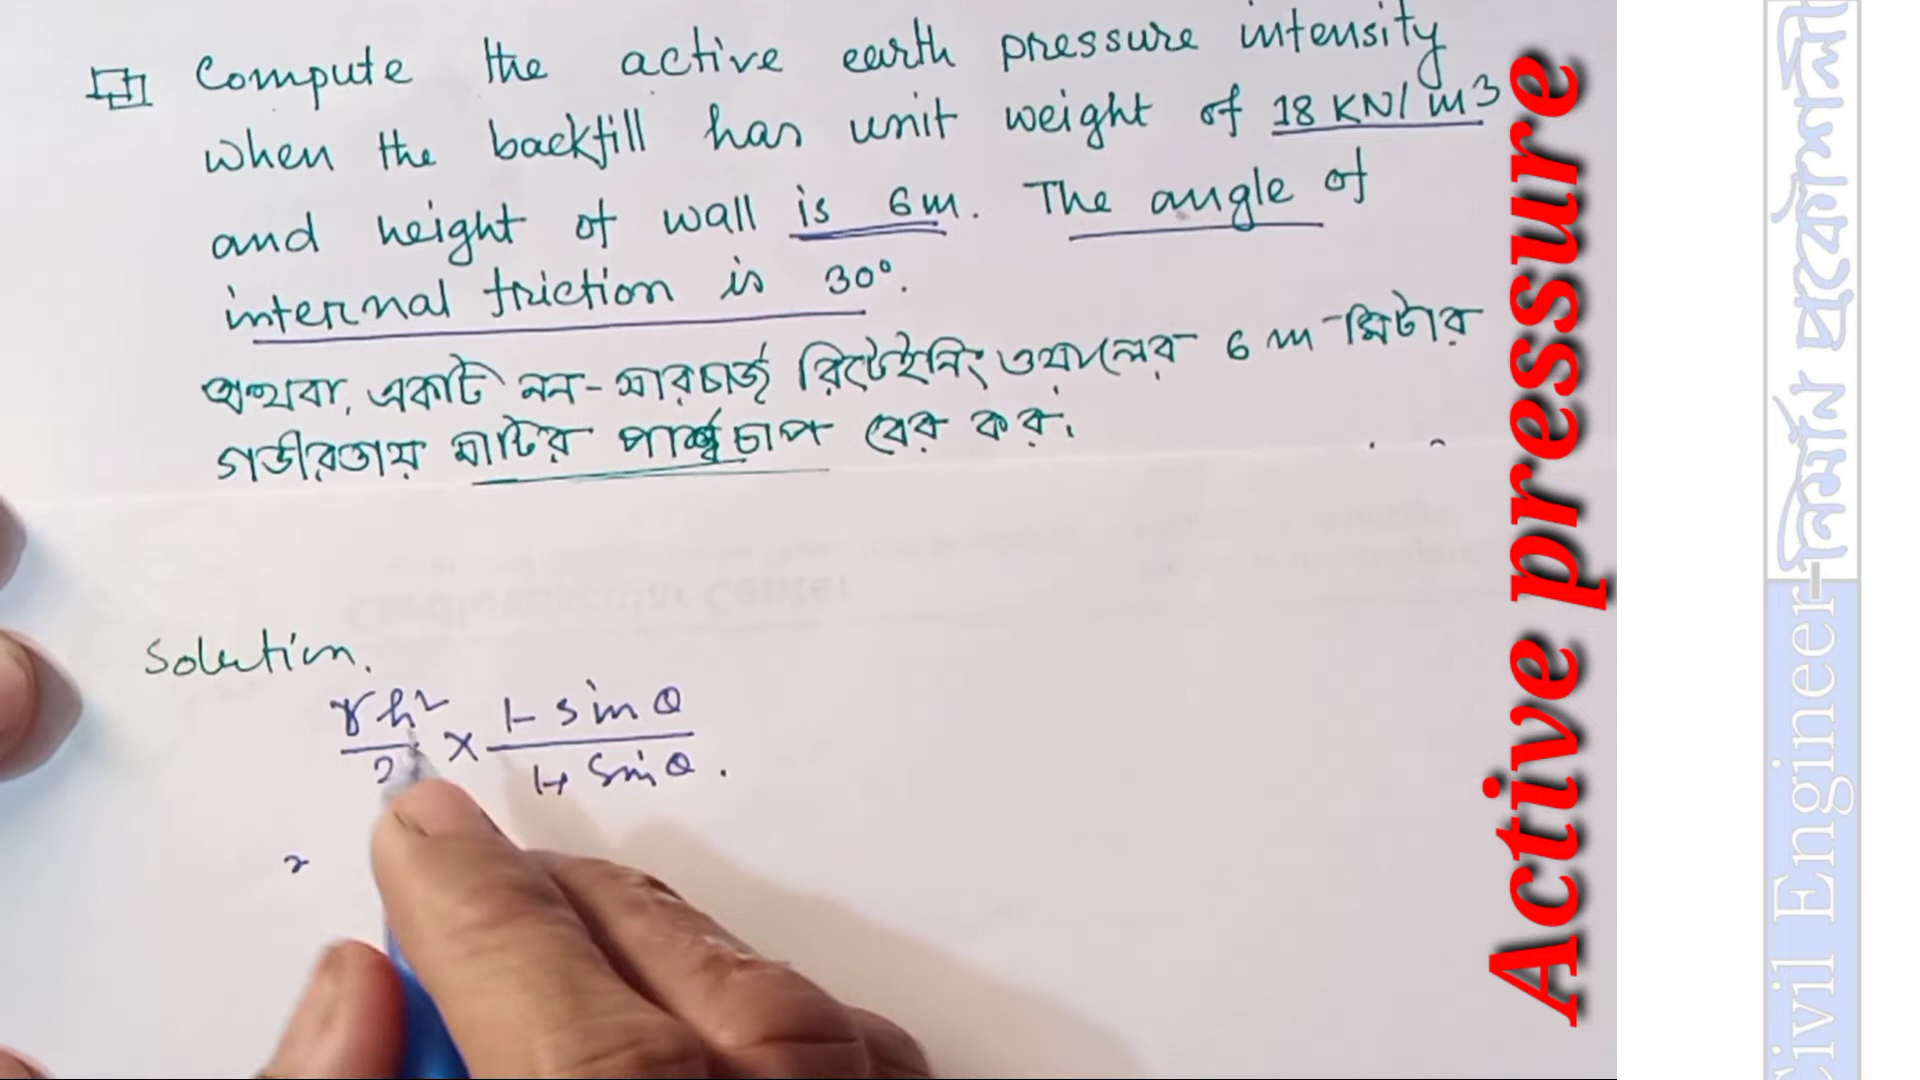 Compute the active earth pressure intensity
when the backfill has unit weight of 18 KN/m3
and height of wall is 6m. The angle of
internal friction is 30°.
অথবা, একটি নন-সারচার্জ রিটেইনিং ওয়ালের 6 m মিটার
গভীরতায় মাটির পার্শ্বচাপ বের কর।
Solution.
γh²/2 × 1-sinθ/1+sinθ.
Active pressure
Civil Engineer-নির্মান প্রকৌশলী